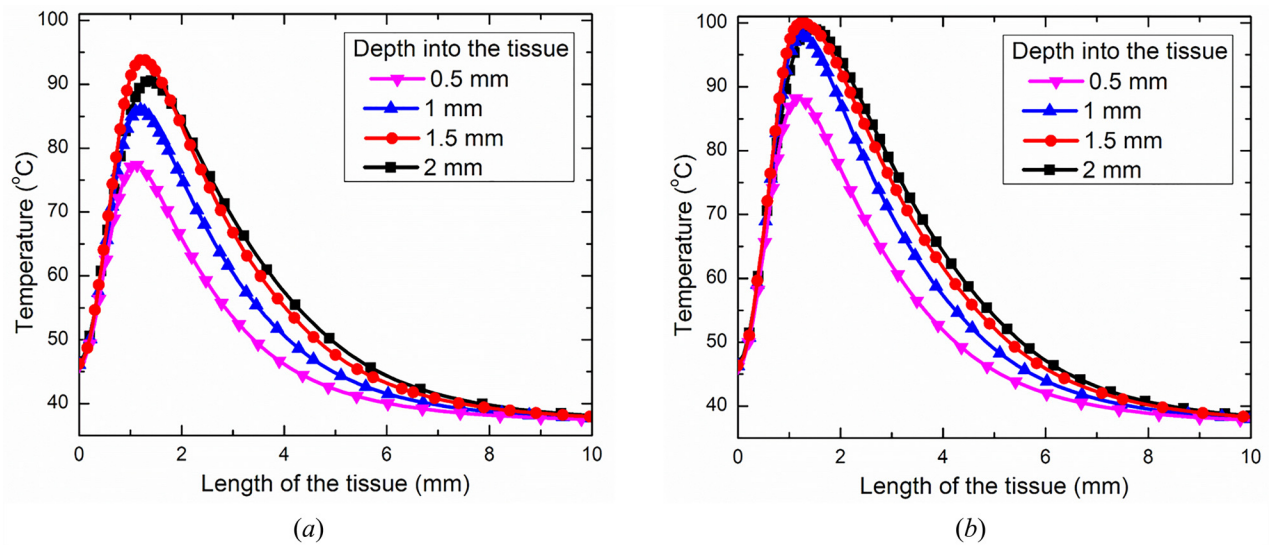 100
90
80
70
60
50
40
Temperature (°C)
0 2 4 6 8 10
Length of the tissue (mm)
Depth into the tissue
0.5 mm
1 mm
1.5 mm
2 mm
(a)
100
90
80
70
60
50
40
Temperature (°C)
0 2 4 6 8 10
Length of the tissue (mm)
Depth into the tissue
0.5 mm
1 mm
1.5 mm
2 mm
(b)